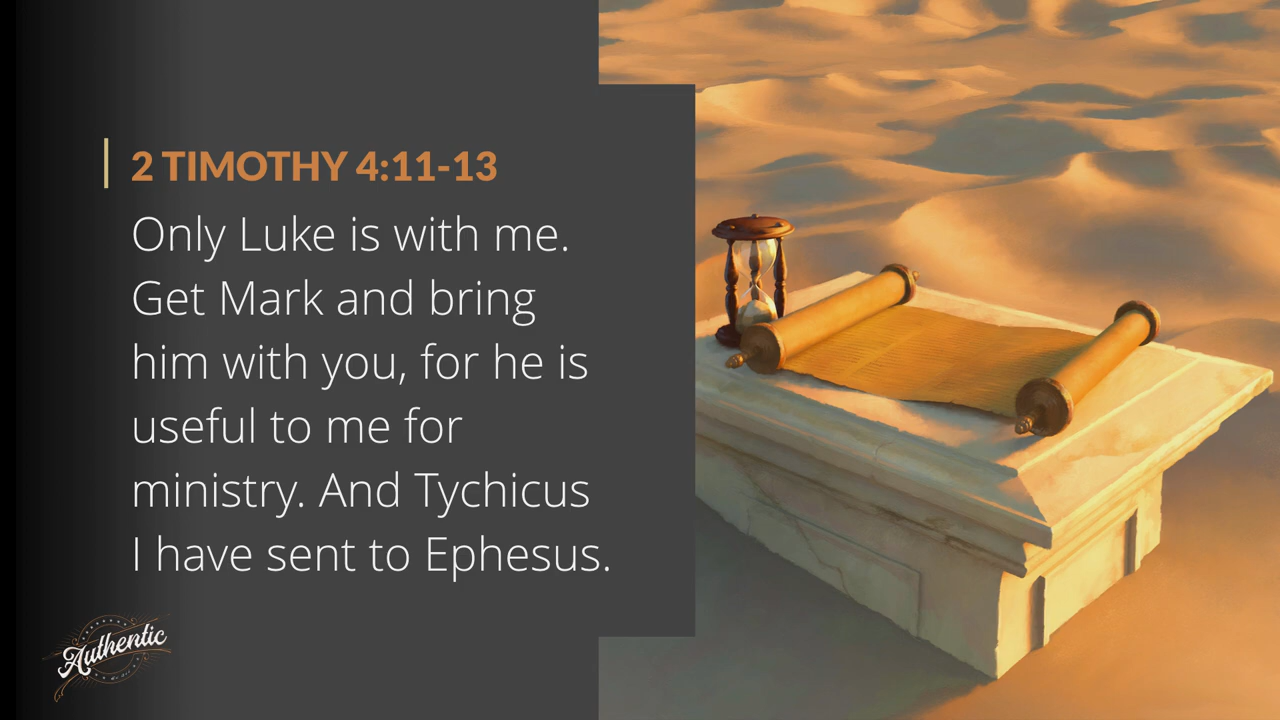 2 TIMOTHY 4:11-13
Only Luke is with me.
Get Mark and bring
him with you, for he is
useful to me for
ministry. And Tychicus
I have sent to Ephesus.
Authentic